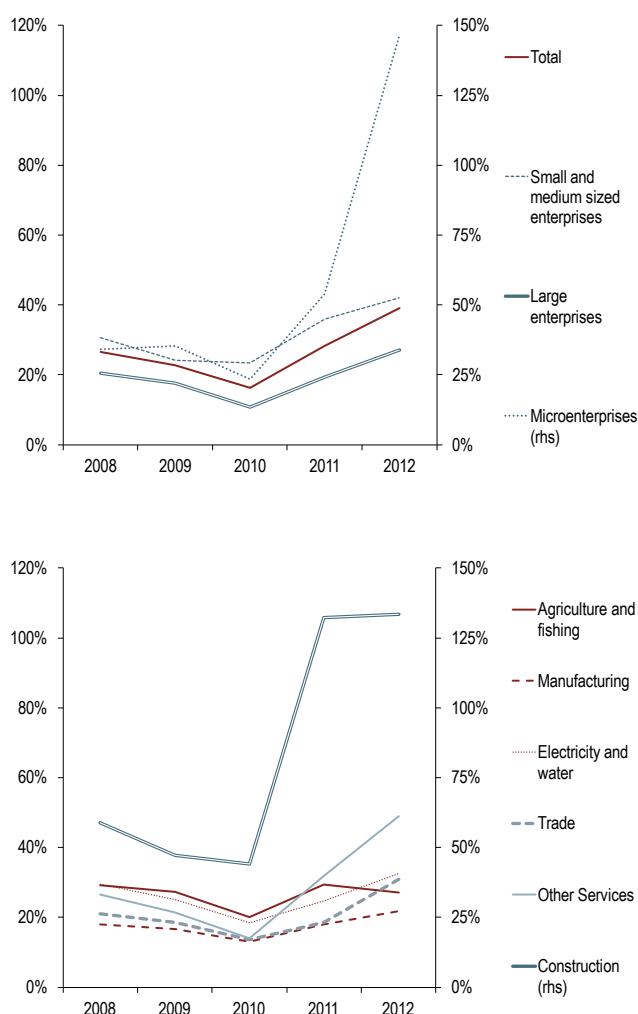 120%
100%
80%
60%
40%
20%
0%
150%
125%
100%
75%
50%
25%
0%
2008 2009 2010 2011 2012
Total
Small and
medium sized
enterprises
Large
enterprises
Microenterprises
(rhs)
120%
100%
80%
60%
40%
20%
0%
150%
125%
100%
75%
50%
25%
0%
2008 2009 2010 2011 2012
Agriculture and
fishing
Manufacturing
Electricity and
water
Trade
Other Services
Construction
(rhs)